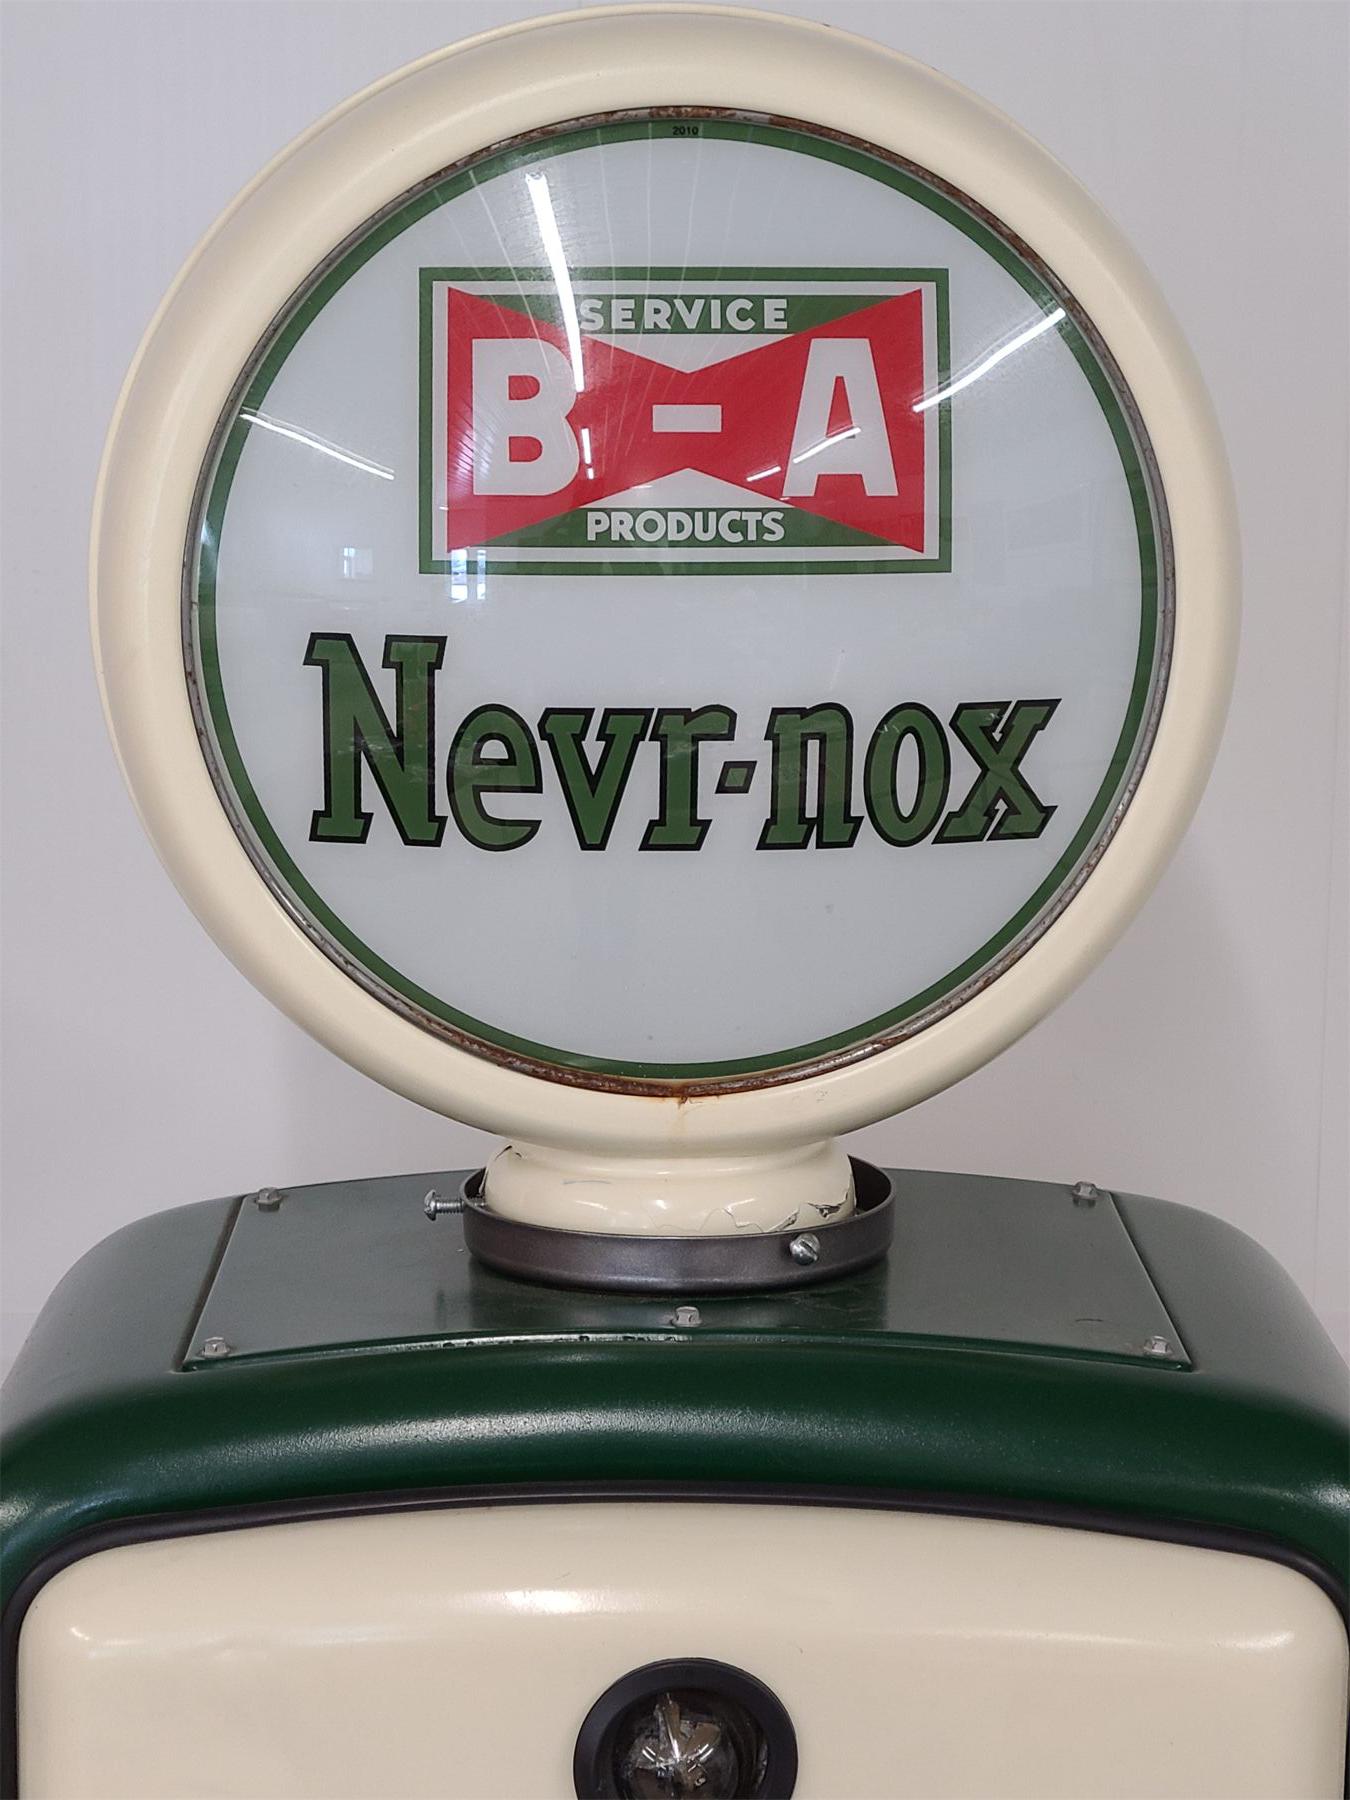 2010
SERVICE
B-A
PRODUCTS
Nevr-nox